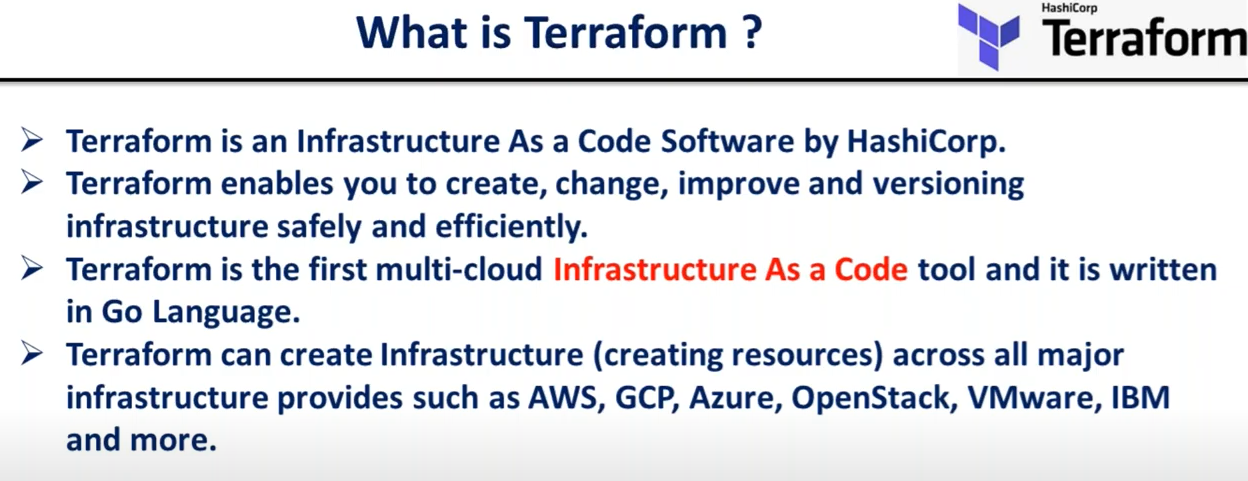 What is Terraform ?
HashiCorp
Terraform
➢ Terraform is an Infrastructure As a Code Software by HashiCorp.
➢ Terraform enables you to create, change, improve and versioning
infrastructure safely and efficiently.
➢ Terraform is the first multi-cloud Infrastructure As a Code tool and it is written
in Go Language.
➢ Terraform can create Infrastructure (creating resources) across all major
infrastructure provides such as AWS, GCP, Azure, OpenStack, VMware, IBM
and more.